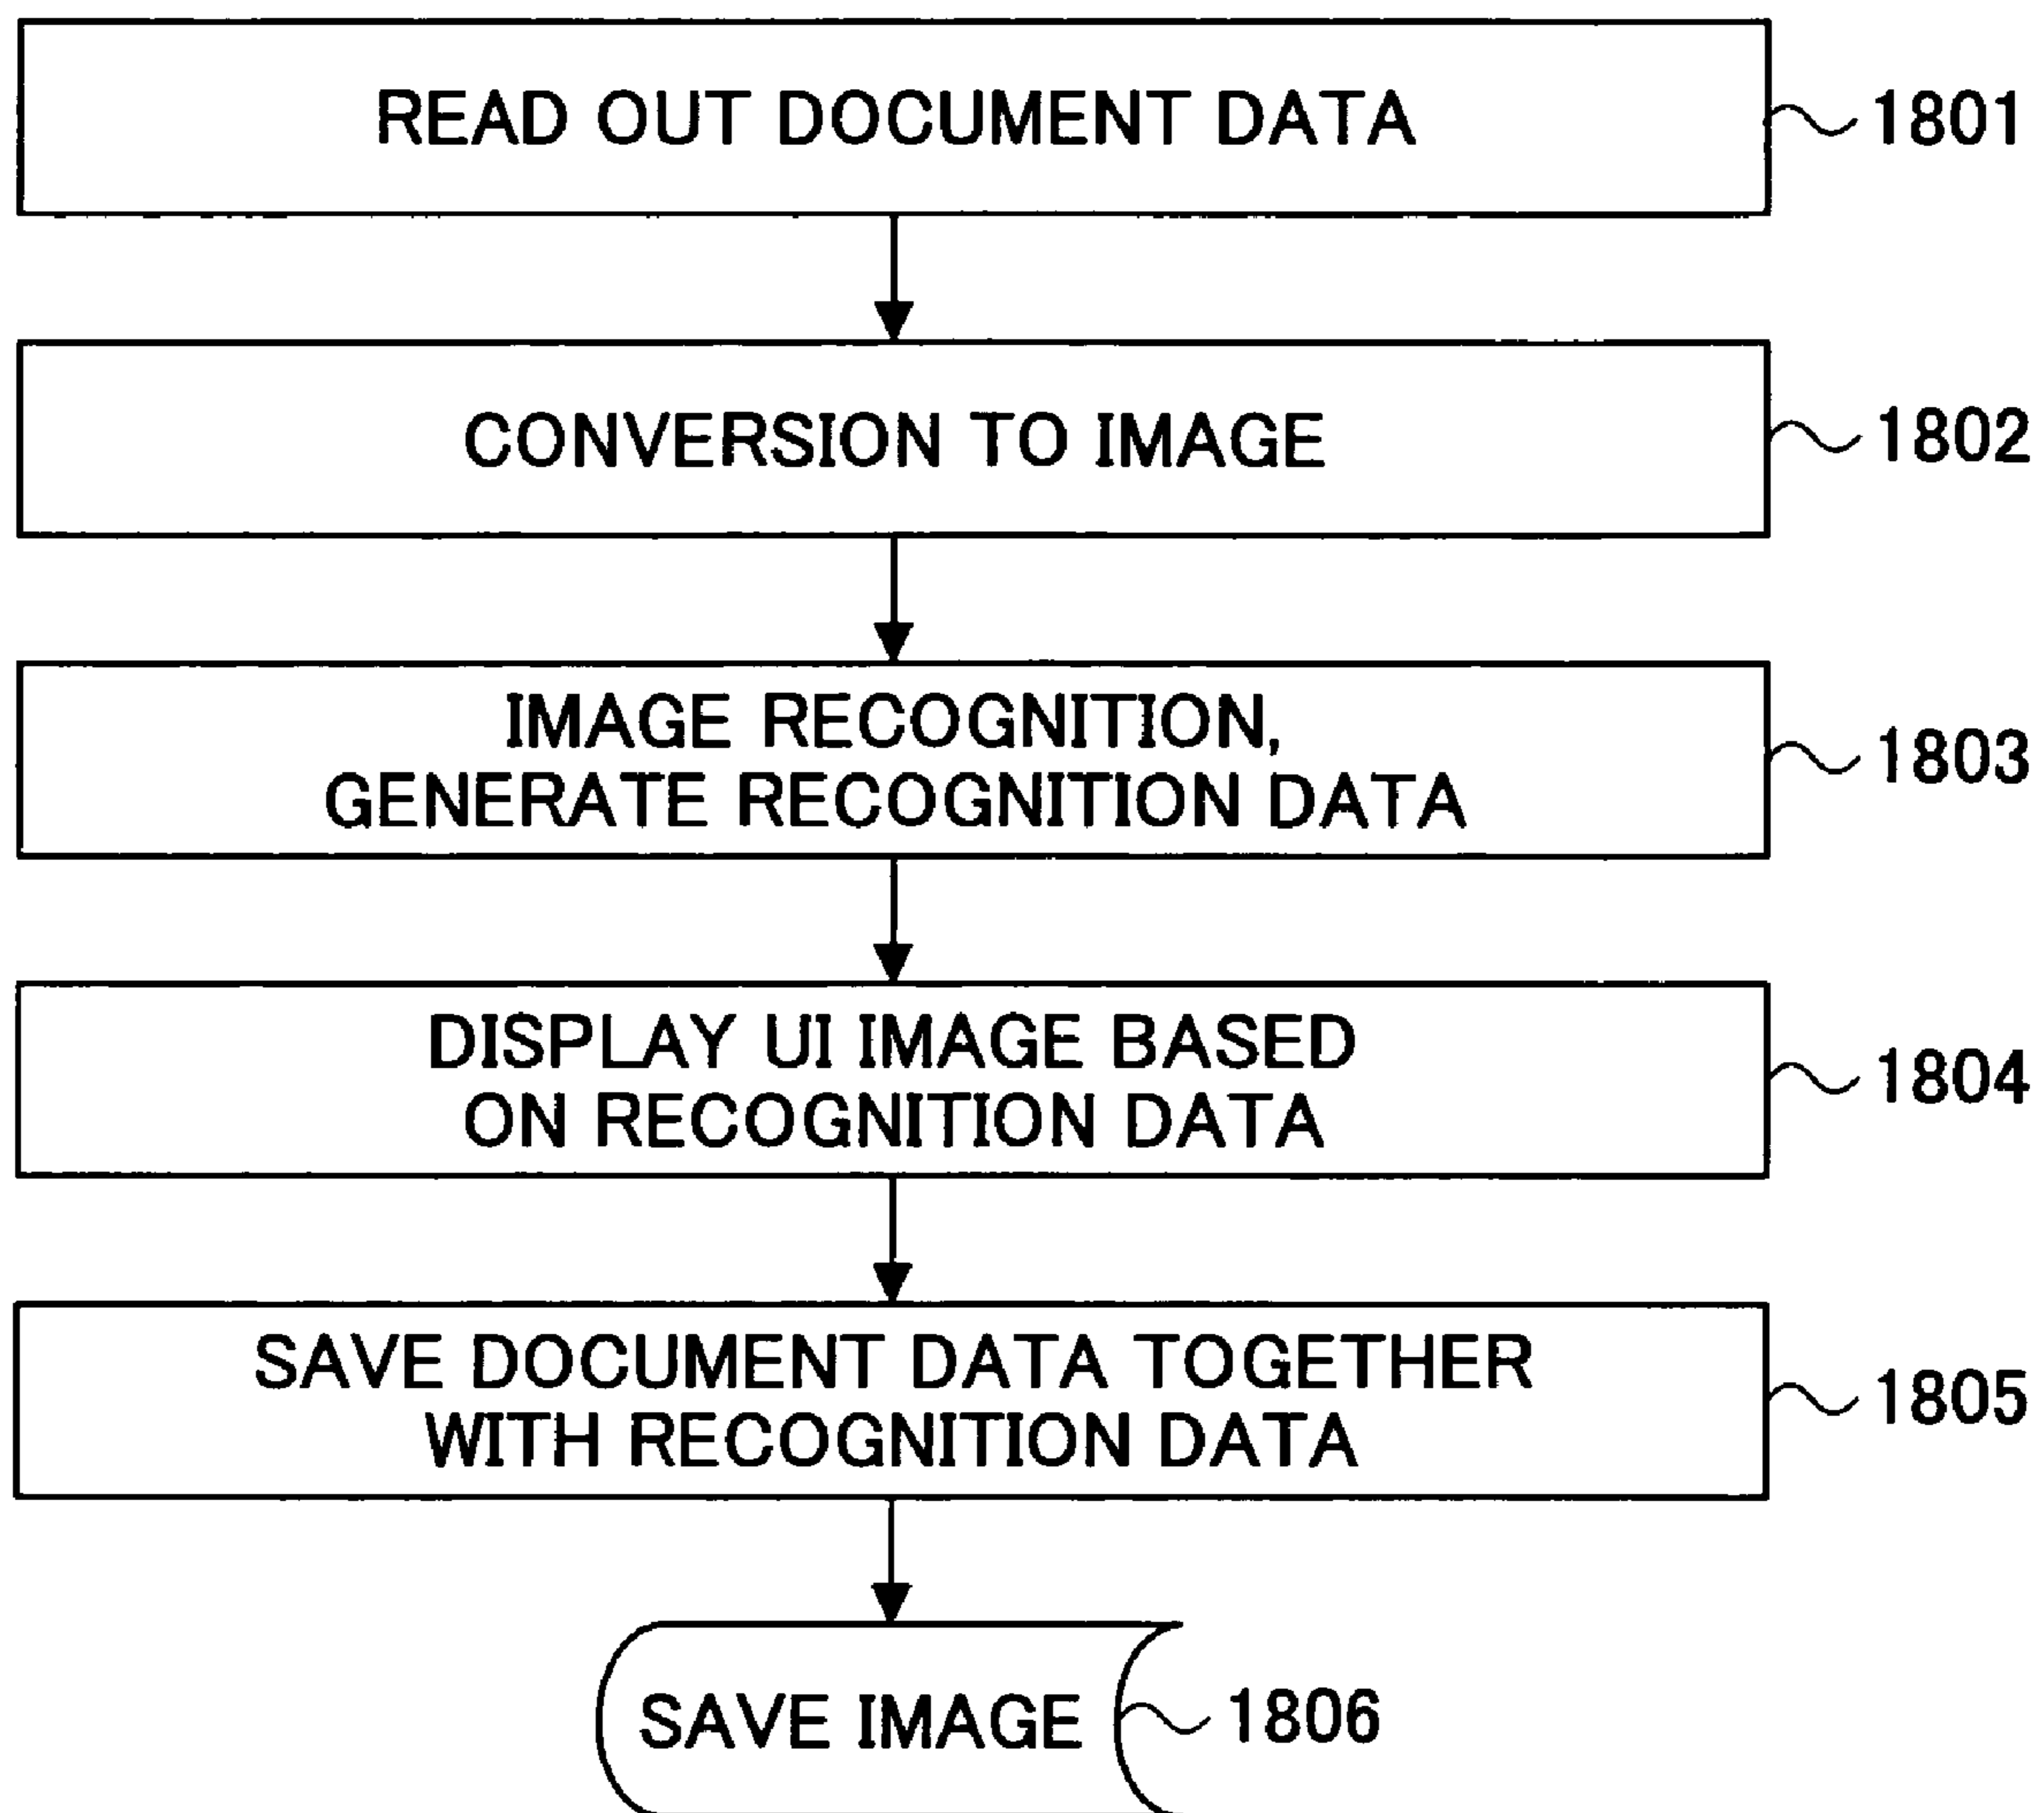 READ OUT DOCUMENT DATA
1801
CONVERSION TO IMAGE
1802
IMAGE RECOGNITION,
GENERATE RECOGNITION DATA
1803
DISPLAY UI IMAGE BASED
ON RECOGNITION DATA
1804
SAVE DOCUMENT DATA TOGETHER
WITH RECOGNITION DATA
1805
SAVE IMAGE
1806